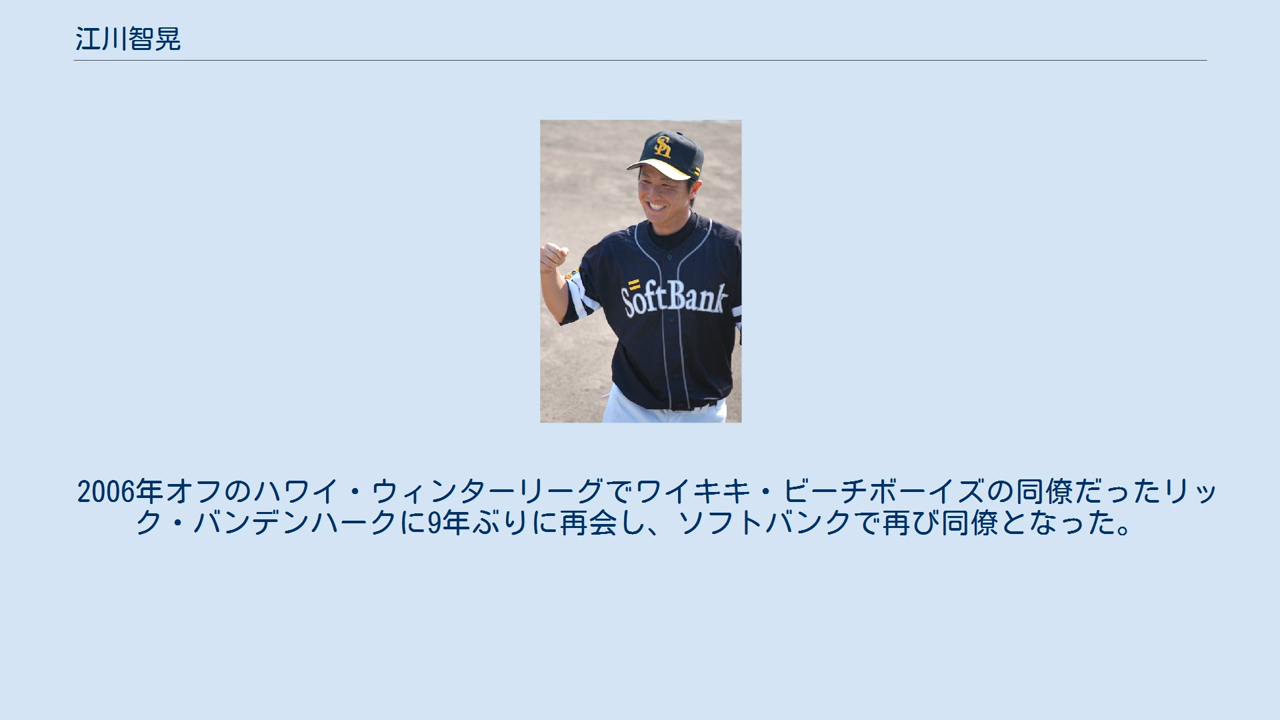 江川智晃
SoftBank
2006年オフのハワイ・ウィンターリーグでワイキキ・ビーチボーイズの同僚だったリッ
ク・バンデンハークに9年ぶりに再会し、ソフトバンクで再び同僚となった。